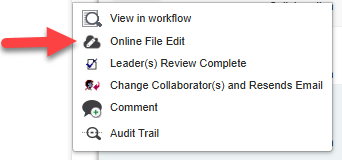 View in workflow
Online File Edit
Leader(s) Review Complete
Change Collaborator(s) and Resends Email
Comment
Audit Trail